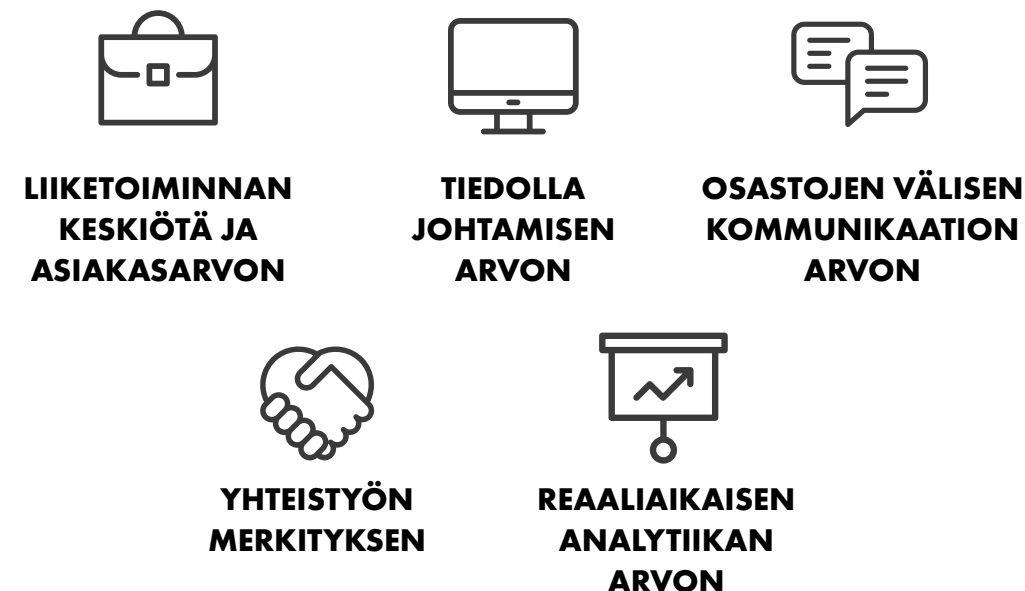 LIIKETOIMINNAN
KESKIÖTÄ JA
ASIAKASARVON
TIEDOLLA
JOHTAMISEN
ARVON
OSASTOJEN VÄLISEN
KOMMUNIKAATION
ARVON
YHTEISTYÖN
MERKITYKSEN
REAALIAIKAISEN
ANALYTIIKAN
ARVON